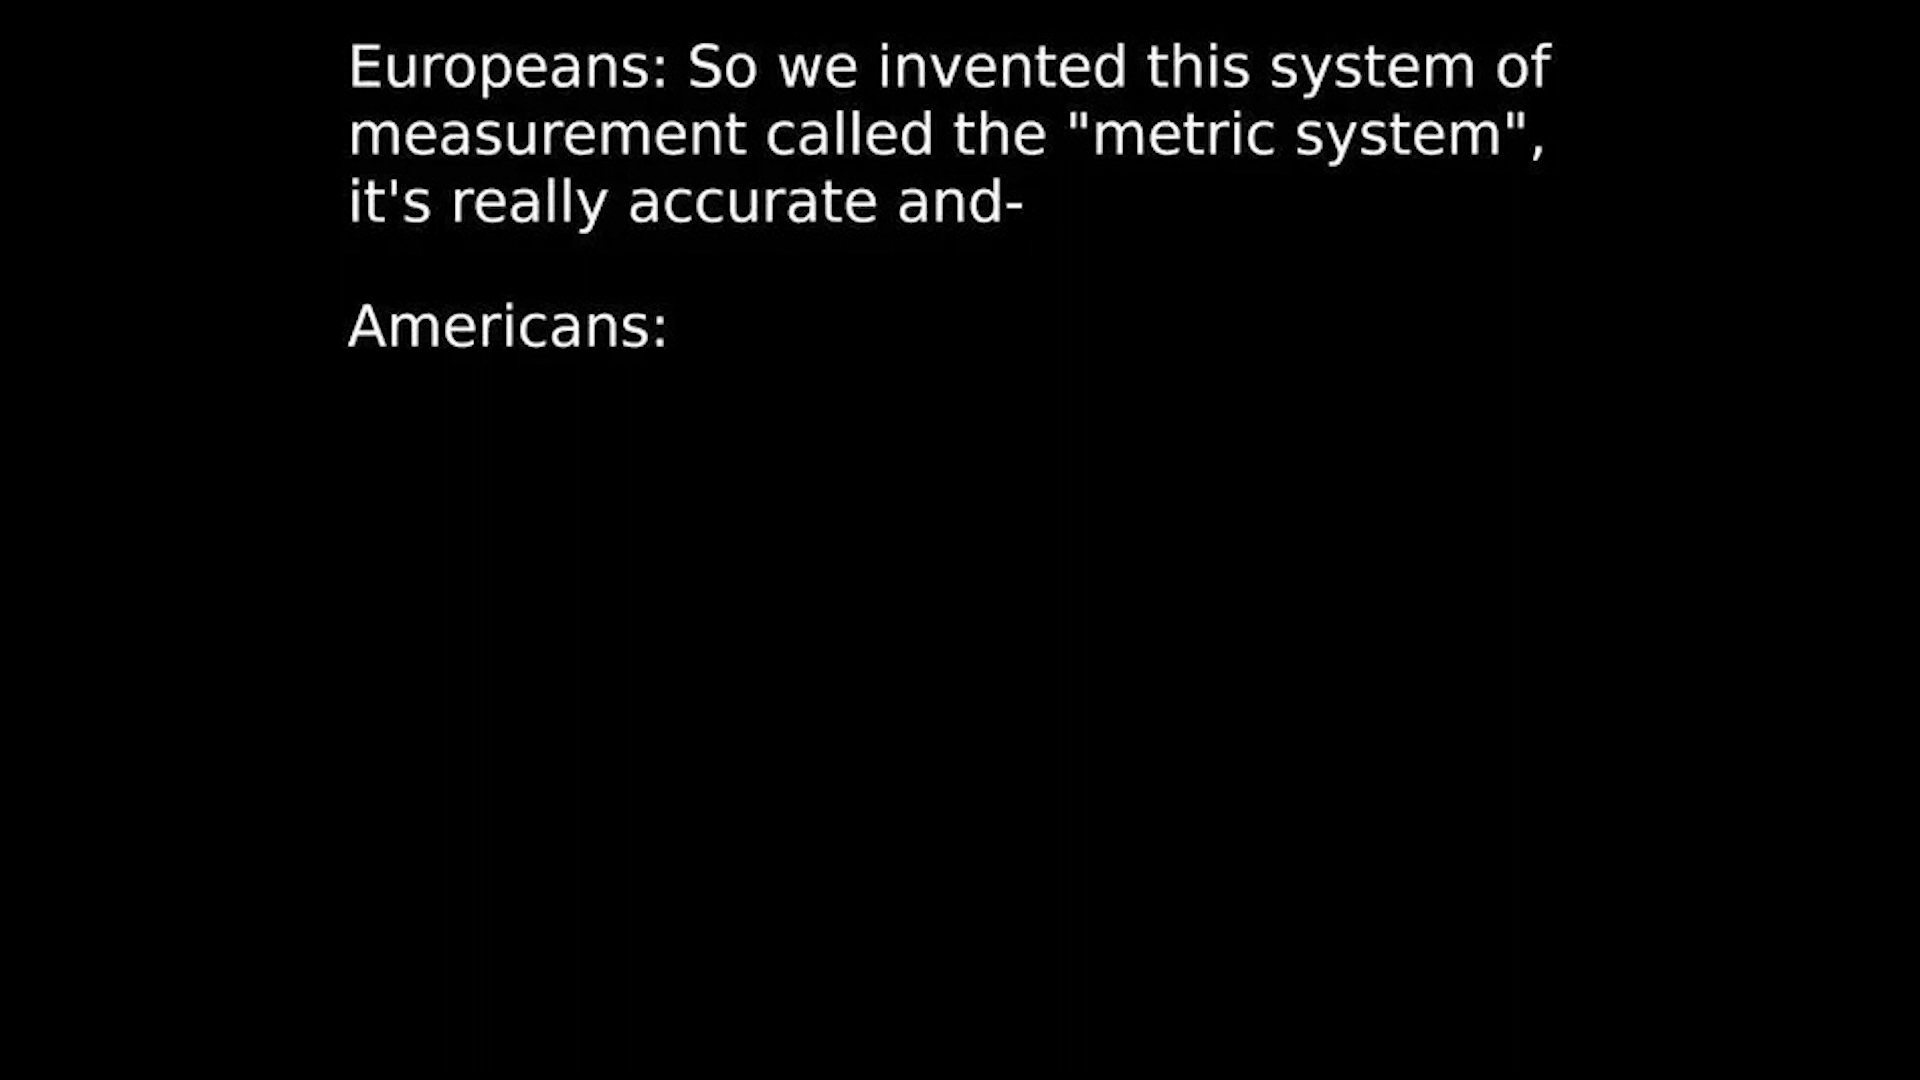 Europeans: So we invented this system of
measurement called the "metric system",
it's really accurate and-
Americans: